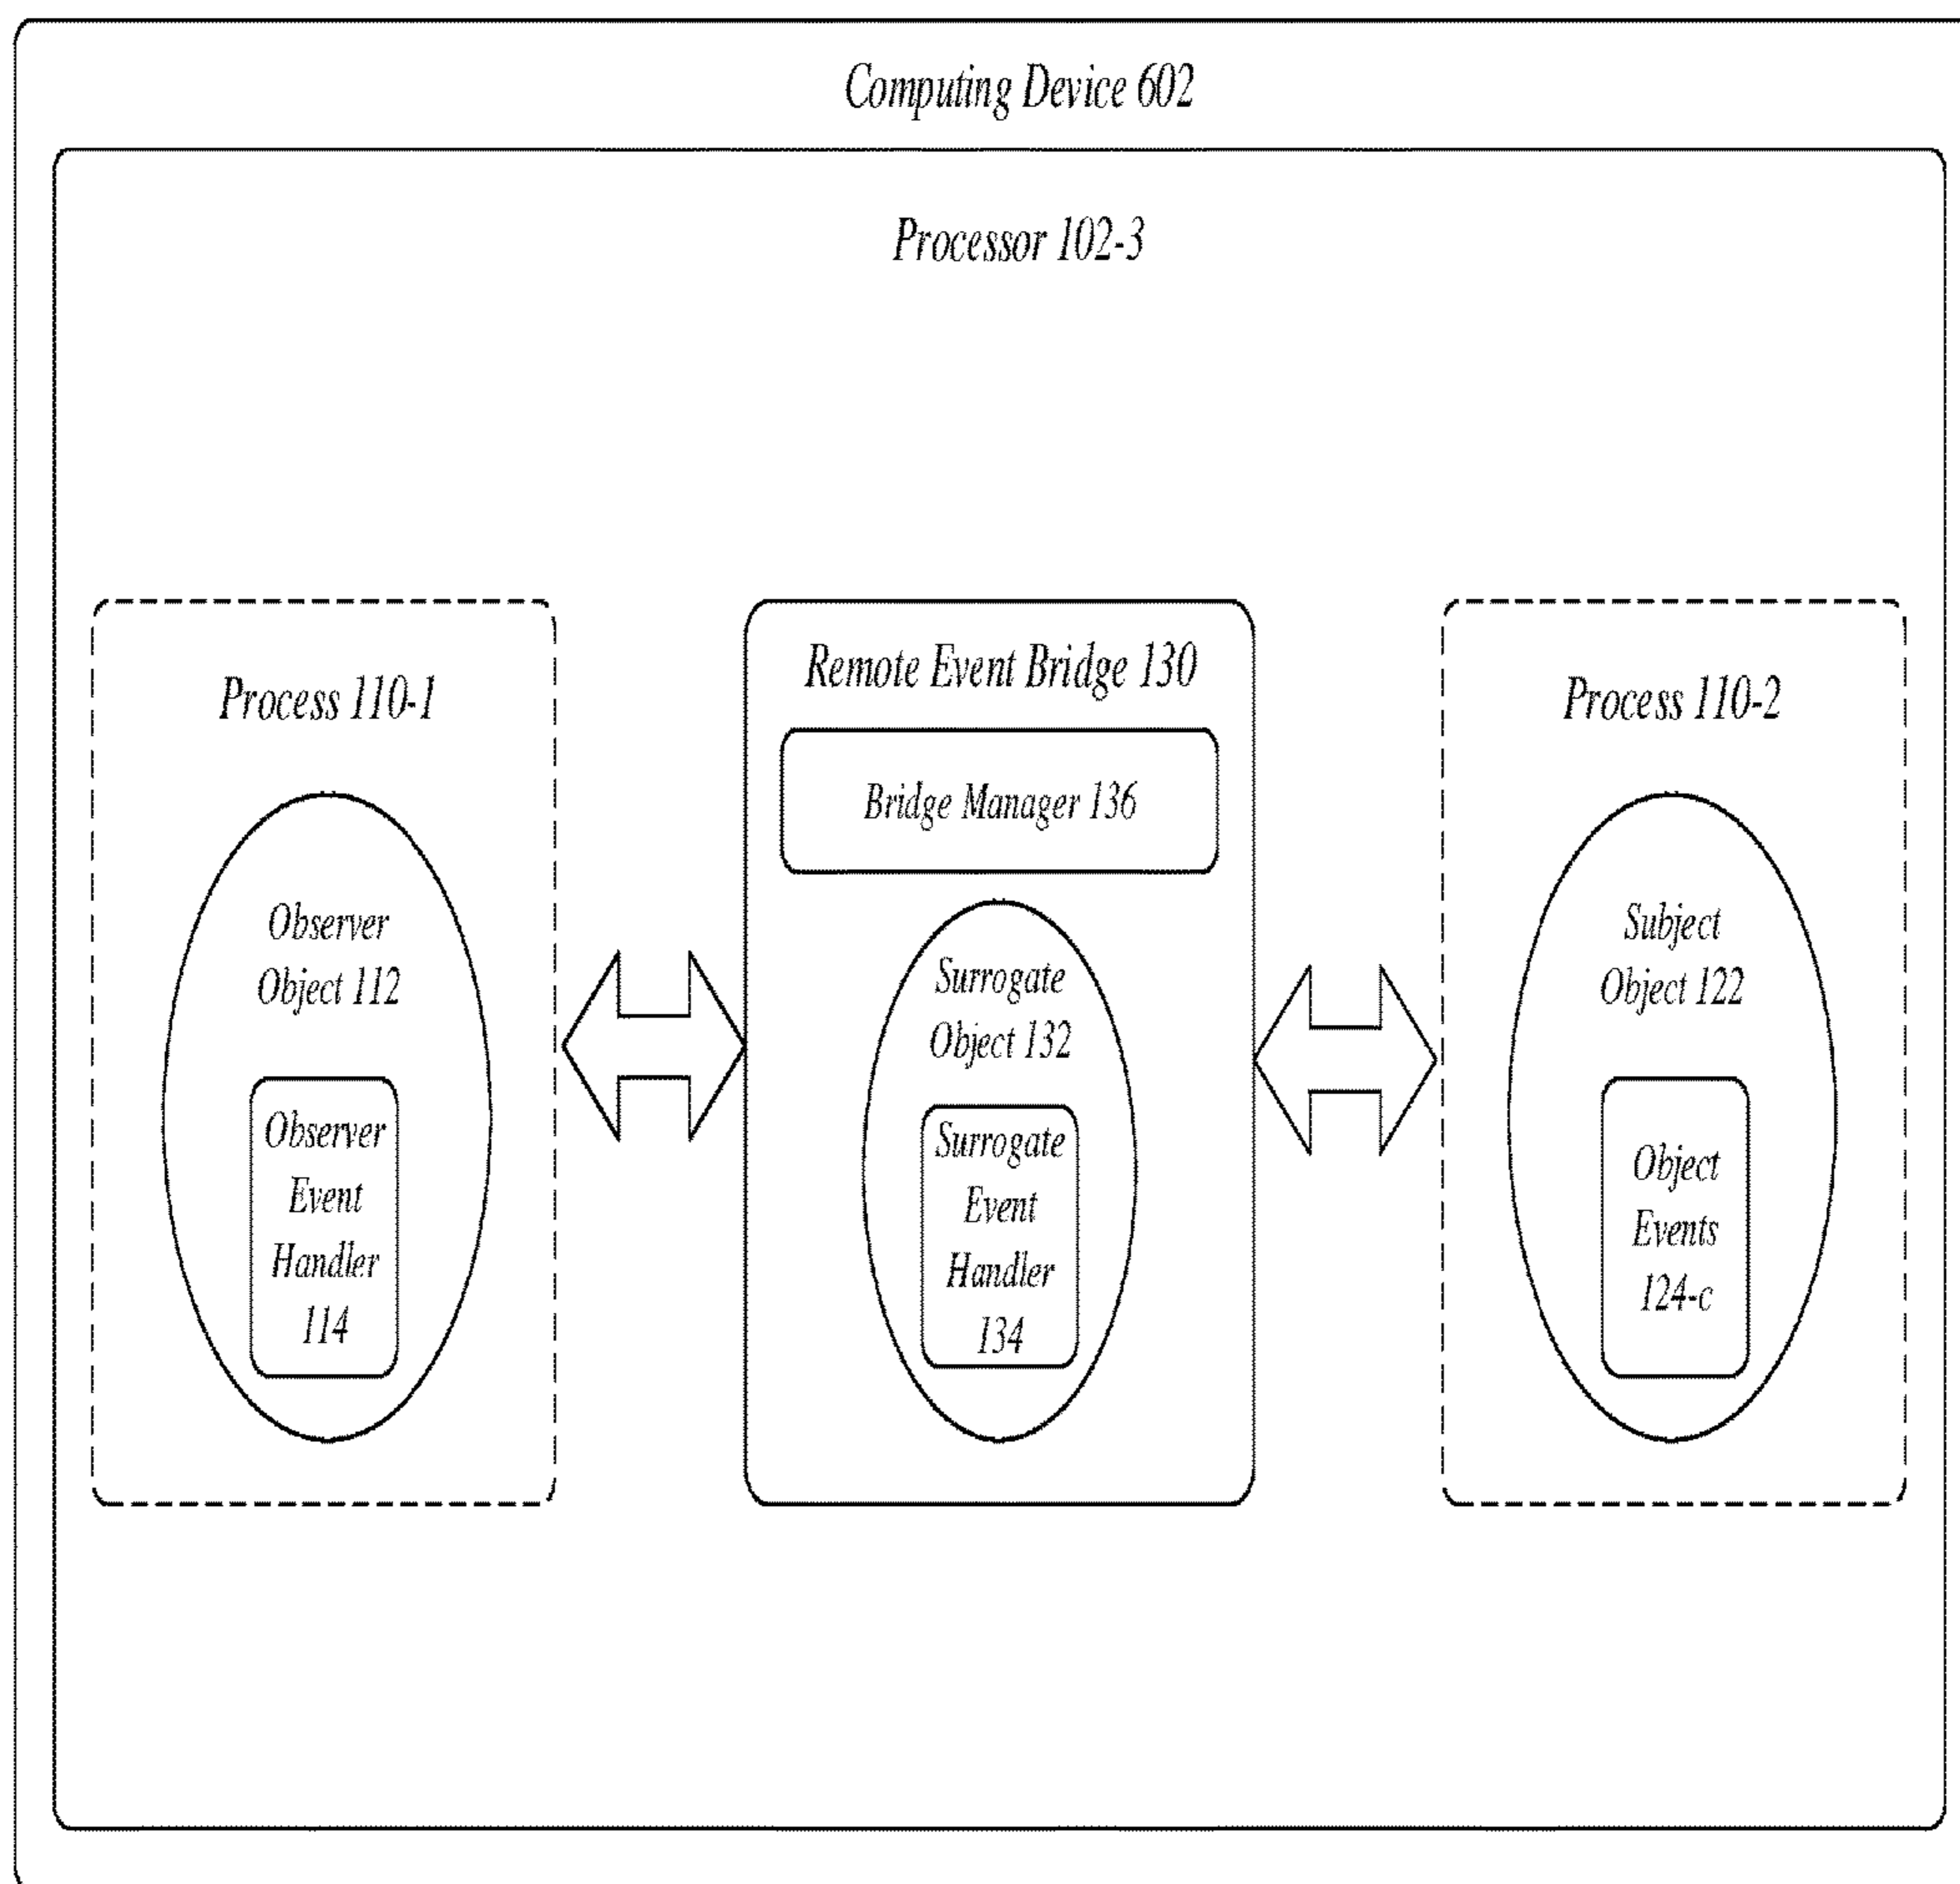 Computing Device 602
Processor 102-3
Process 110-1
Observer
Object 112
Observer
Event
Handler
114
Remote Event Bridge 130
Bridge Manager 136
Surrogate
Object 132
Surrogate
Event
Handler
134
Process 110-2
Subject
Object 122
Object
Events
124-c